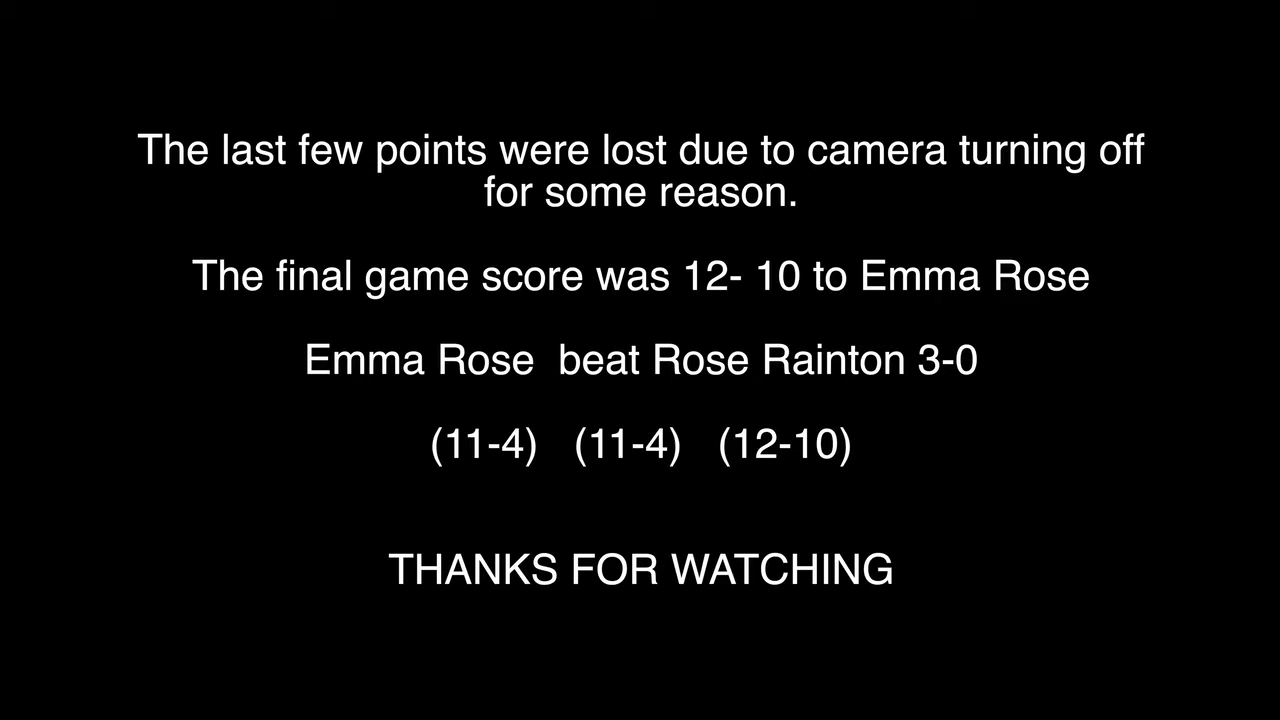 The last few points were lost due to camera turning off
for some reason.
The final game score was 12- 10 to Emma Rose
Emma Rose  beat Rose Rainton 3-0
(11-4)   (11-4)   (12-10)
THANKS FOR WATCHING